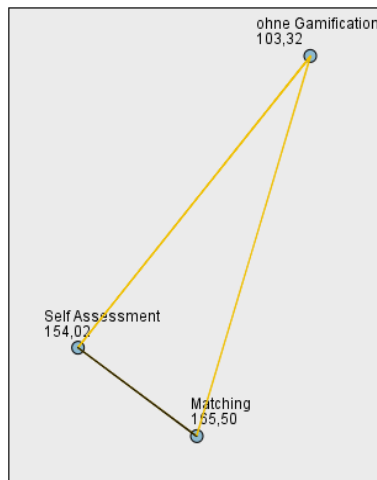 ohne Gamification
103,32
Self Assessment
154,02
Matching
165,50